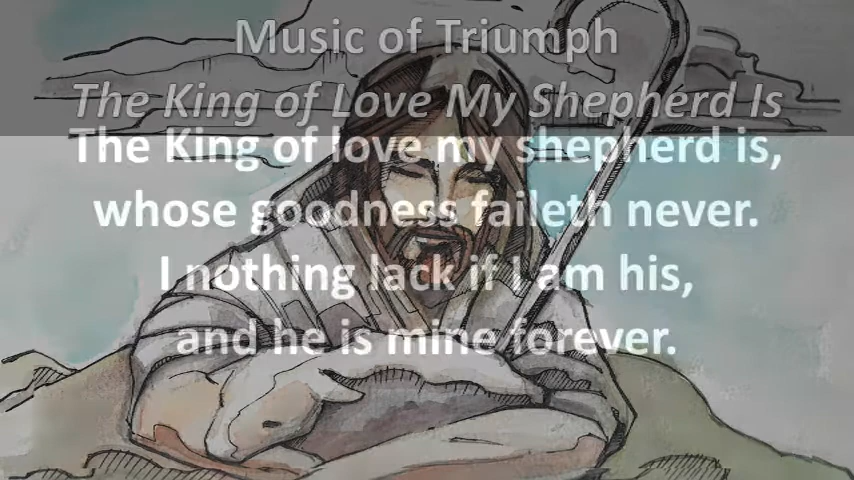 Music of Triumph
The King of Love My Shepherd Is
The King of love my shepherd is,
whose goodness faileth never.
I nothing lack if I am his,
and he is mine forever.